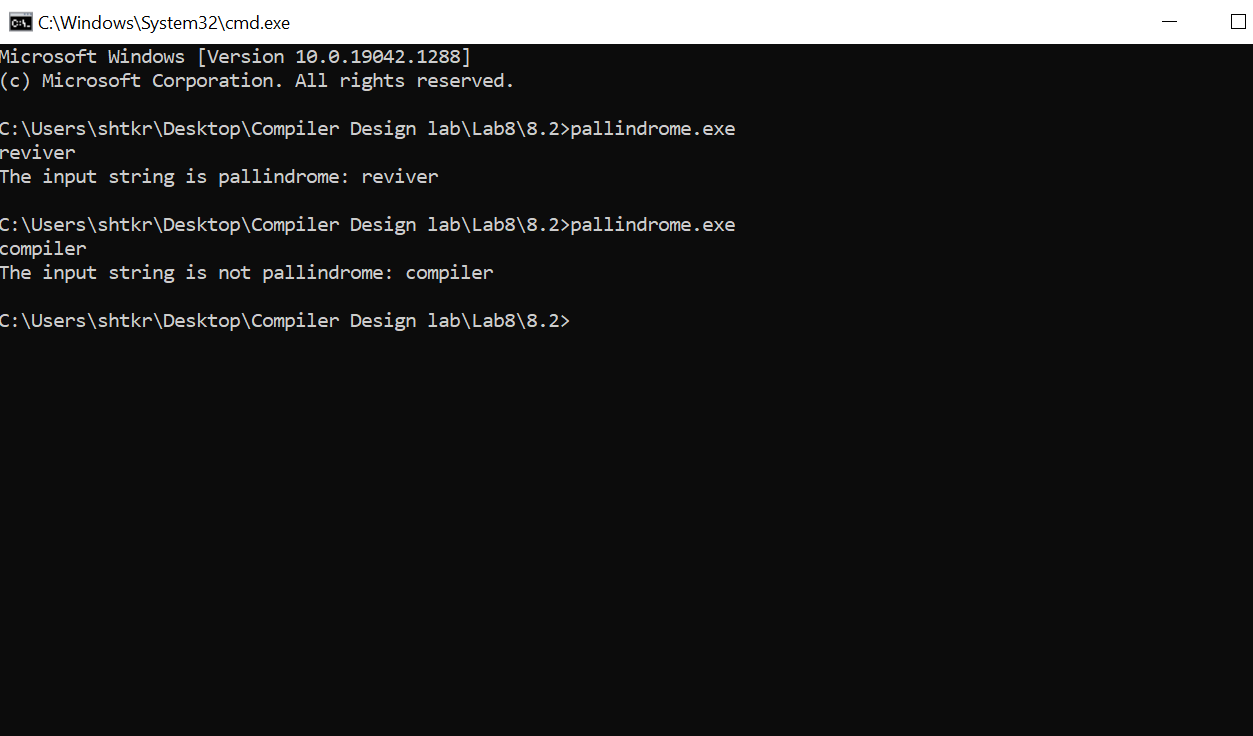 C:\Windows\System32\cmd.exe
Microsoft Windows [Version 10.0.19042.1288]
(c) Microsoft Corporation. All rights reserved.
C:\Users\shtkr\Desktop\Compiler Design lab\Lab8\8.2>pallindrome.exe
reviver
The input string is pallindrome: reviver
C:\Users\shtkr\Desktop\Compiler Design lab\Lab8\8.2>pallindrome.exe
compiler
The input string is not pallindrome: compiler
C:\Users\shtkr\Desktop\Compiler Design lab\Lab8\8.2>